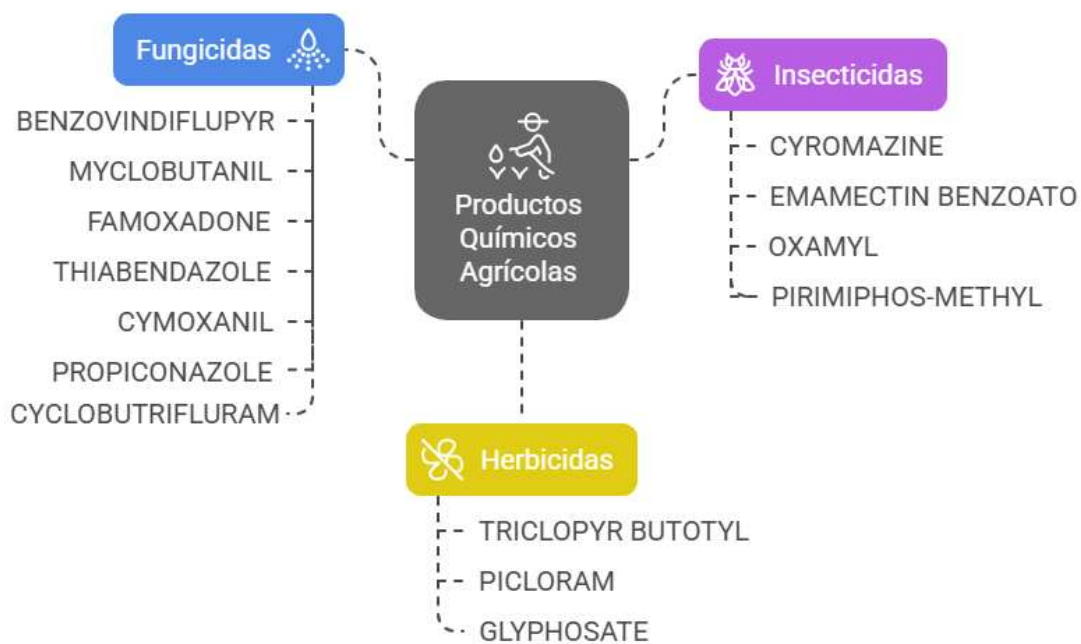 Fungicidas
BENZOVINDIFLUPYR
MYCLOBUTANIL
FAMOXADONE
THIABENDAZOLE
CYMOXANIL
PROPICONAZOLE
CYCLOBUTRIFLURAM
Productos
Químicos
Agrícolas
Insecticidas
CYROMAZINE
EMAMECTIN BENZOATO
OXAMYL
PIRIMIPHOS-METHYL
Herbicidas
TRICLOPYR BUTOTYL
PICLORAM
GLYPHOSATE